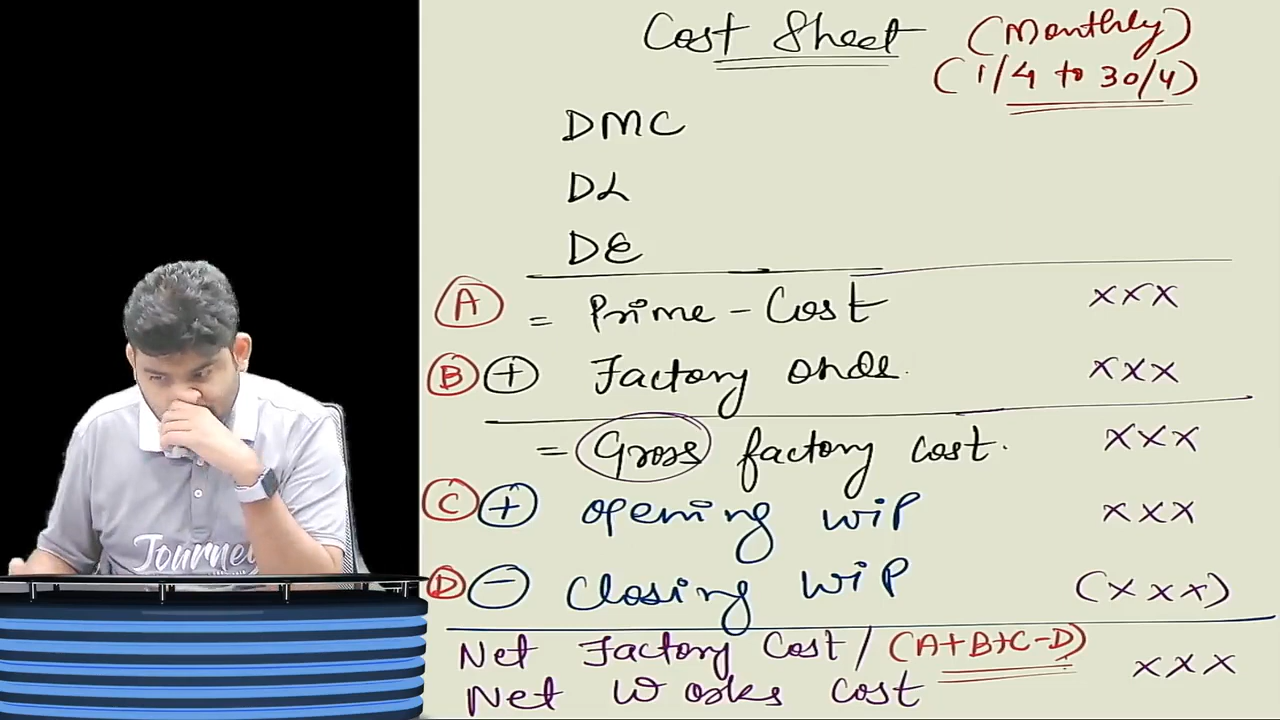 Cost Sheet (Monthly)
(1/4 to 30/4)
DMC
DL
DE
A = Prime - Cost xxx
B + Factory xxx
= Gross factory cost. xxx
C + opening WIP xxx
D - Closing WIP (xxx)
Net Factory Cost / (A+B+C-D) xxx
Net Works cost
Journey